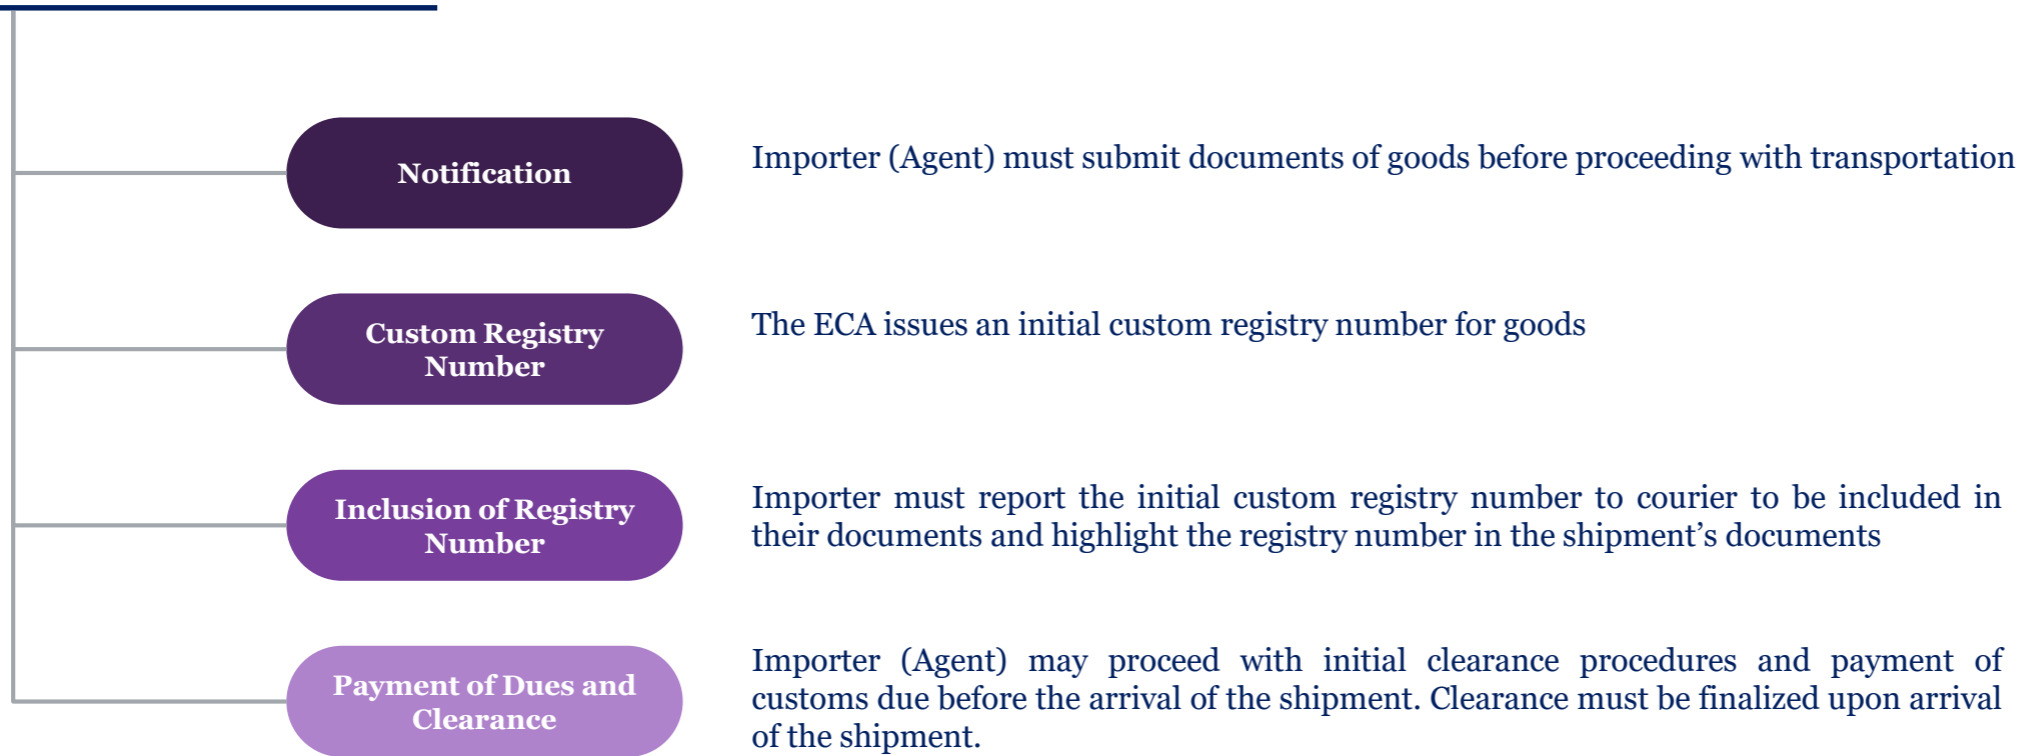 Notification
Importer (Agent) must submit documents of goods before proceeding with transportation
Custom Registry
Number
The ECA issues an initial custom registry number for goods
Inclusion of Registry
Number
Importer must report the initial custom registry number to courier to be included in
their documents and highlight the registry number in the shipment’s documents
Payment of Dues and
Clearance
Importer (Agent) may proceed with initial clearance procedures and payment of
customs due before the arrival of the shipment. Clearance must be finalized upon arrival
of the shipment.